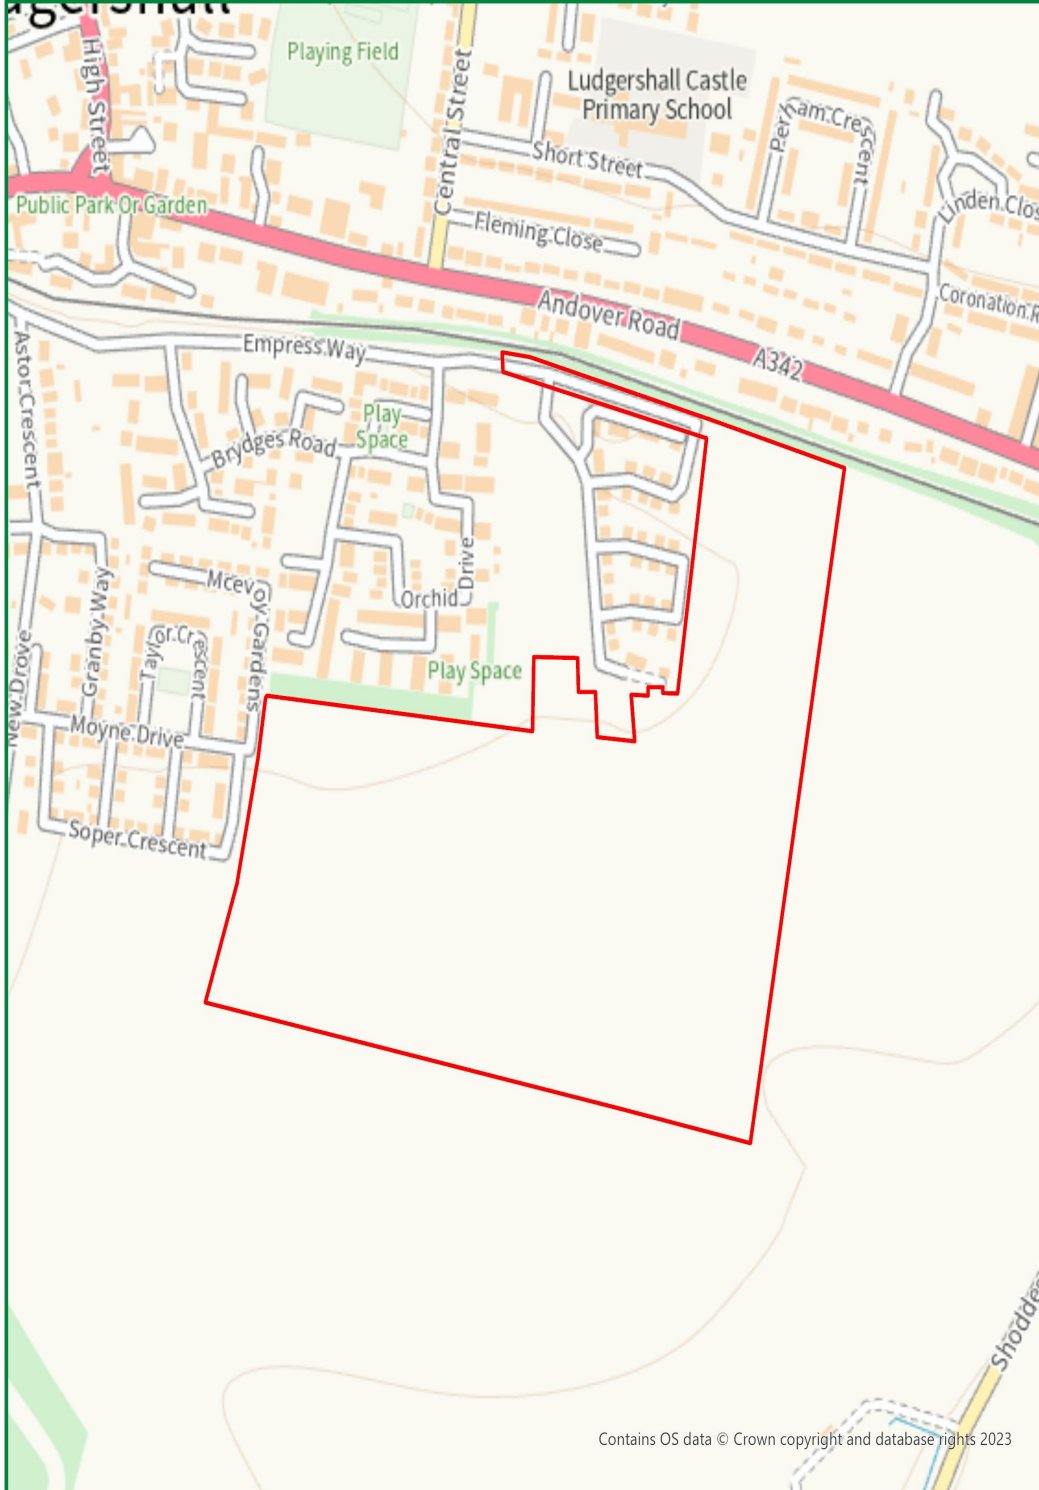 High Street
Playing Field
Central Street
Ludgershall Castle
Primary School
Short Street
Linden Clos
Public Park Or Garden
Fleming Close
Coronation R
Andover Road
A342
Empress Way
Astor Crescent
Play
Space
Brydges Road
Orchid Drive
Mcevoy Gardens
Granby Way
Taylor Crescent
New Drove
Play Space
Moyne Drive
Soper Crescent
Shodde
Contains OS data © Crown copyright and database rights 2023